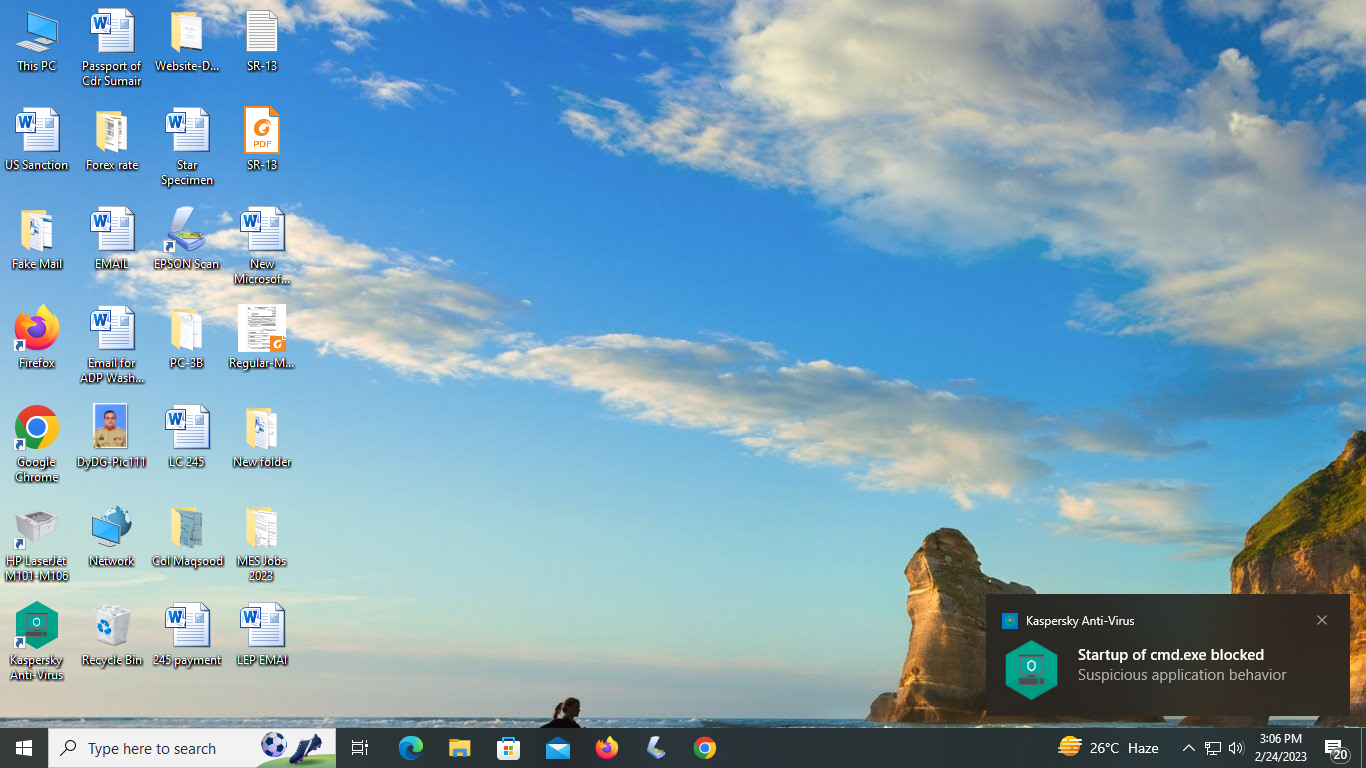 This PC
Passport of
Cdr Sumair
Website-D...
SR-13
US Sanction
Forex rate
Star
Specimen
PDF
SR-13
Fake Mail
EMAIL
EPSON Scan
New
Microsof...
Firefox
Email for
ADP Wash...
PC-3B
Regular-M...
Google
Chrome
DyDG-Pic111
LC 245
New folder
HP LaserJet
M101-M106
Network
Col Maqsood
MES Jobs
2023
Kaspersky
Anti-Virus
Recycle Bin
245 payment
LEP EMAI
Kaspersky Anti-Virus
Startup of cmd.exe blocked
Suspicious application behavior
Type here to search
26°C Haze
3:06 PM
2/24/2023
20